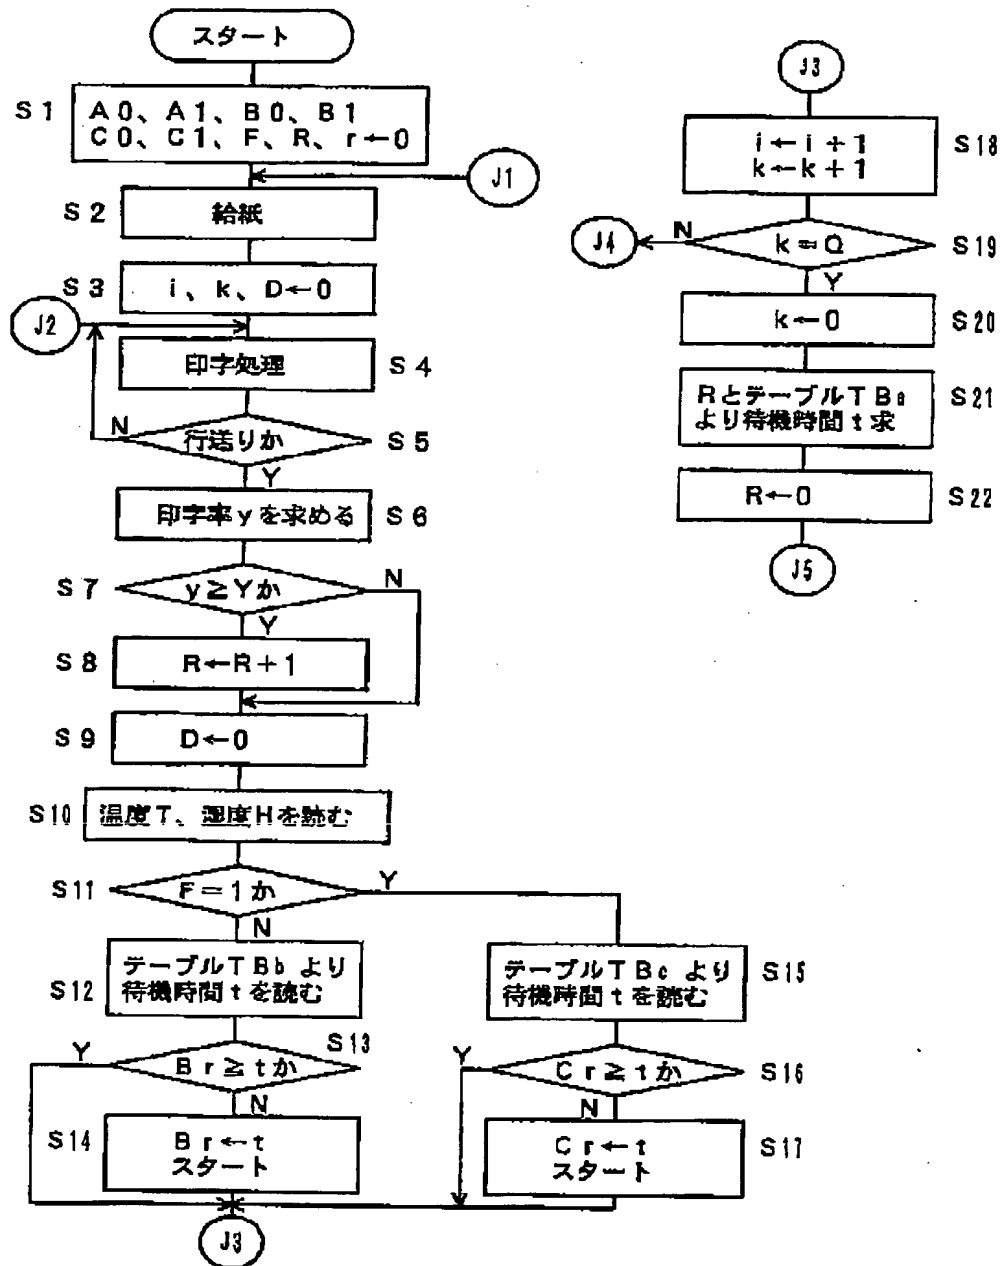 スタート
S1
A0、A1、B0、B1
C0、C1、F、R、r←0
J1
S2
給紙
S3
i、k、D←0
J2
印字処理
S4
N
行送りか
S5
Y
印字率yを求める
S6
S7
y≧Yか
N
Y
S8
R←R+1
S9
D←0
S10
温度T、湿度Hを読む
S11
F=1か
Y
N
S12
テーブルTBbより
待機時間tを読む
S13
Y
Br≧tか
N
S14
Br←t
スタート
J3
テーブルTBcより
待機時間tを読む
S15
Y
Cr≧tか
S16
N
Cr←t
スタート
S17
J3
i←i+1
k←k+1
S18
J4
N
k=Q
S19
Y
k←0
S20
RとテーブルTBa
より待機時間t求
S21
R←0
S22
J5